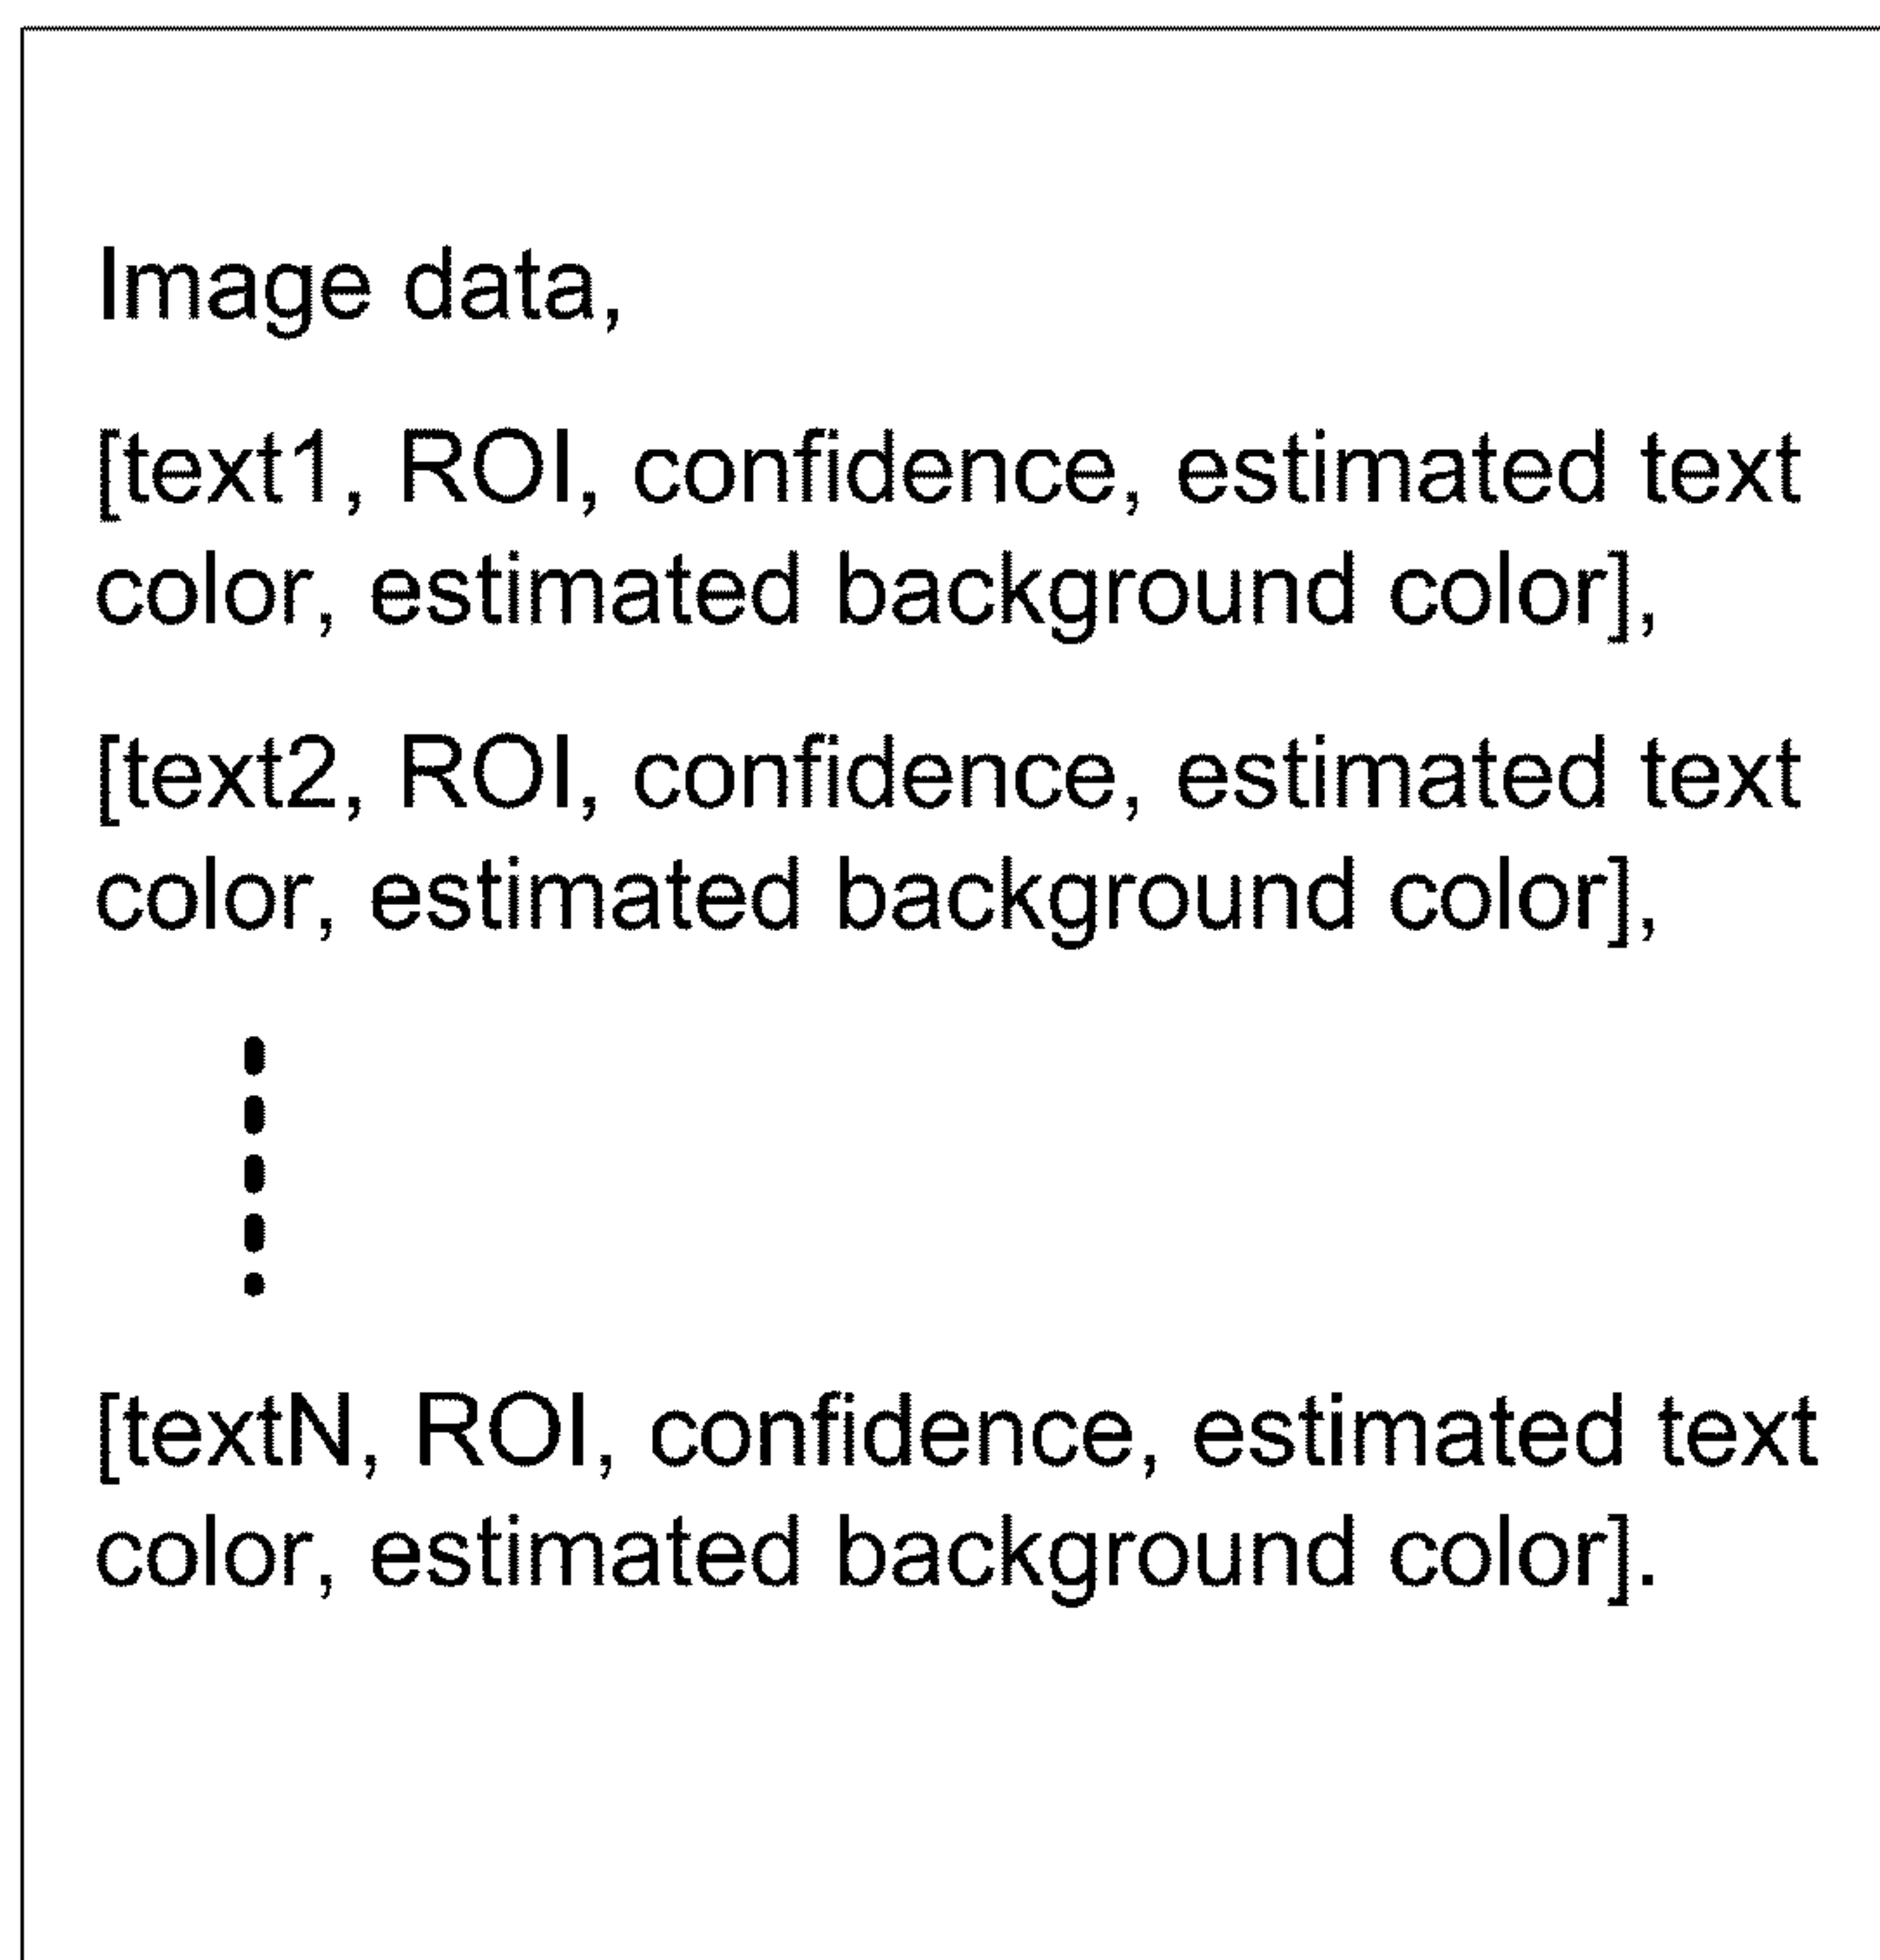 Image data,
[text1, ROI, confidence, estimated text
color, estimated background color],
[text2, ROI, confidence, estimated text
color, estimated background color],
[textN, ROI, confidence, estimated text
color, estimated background color].